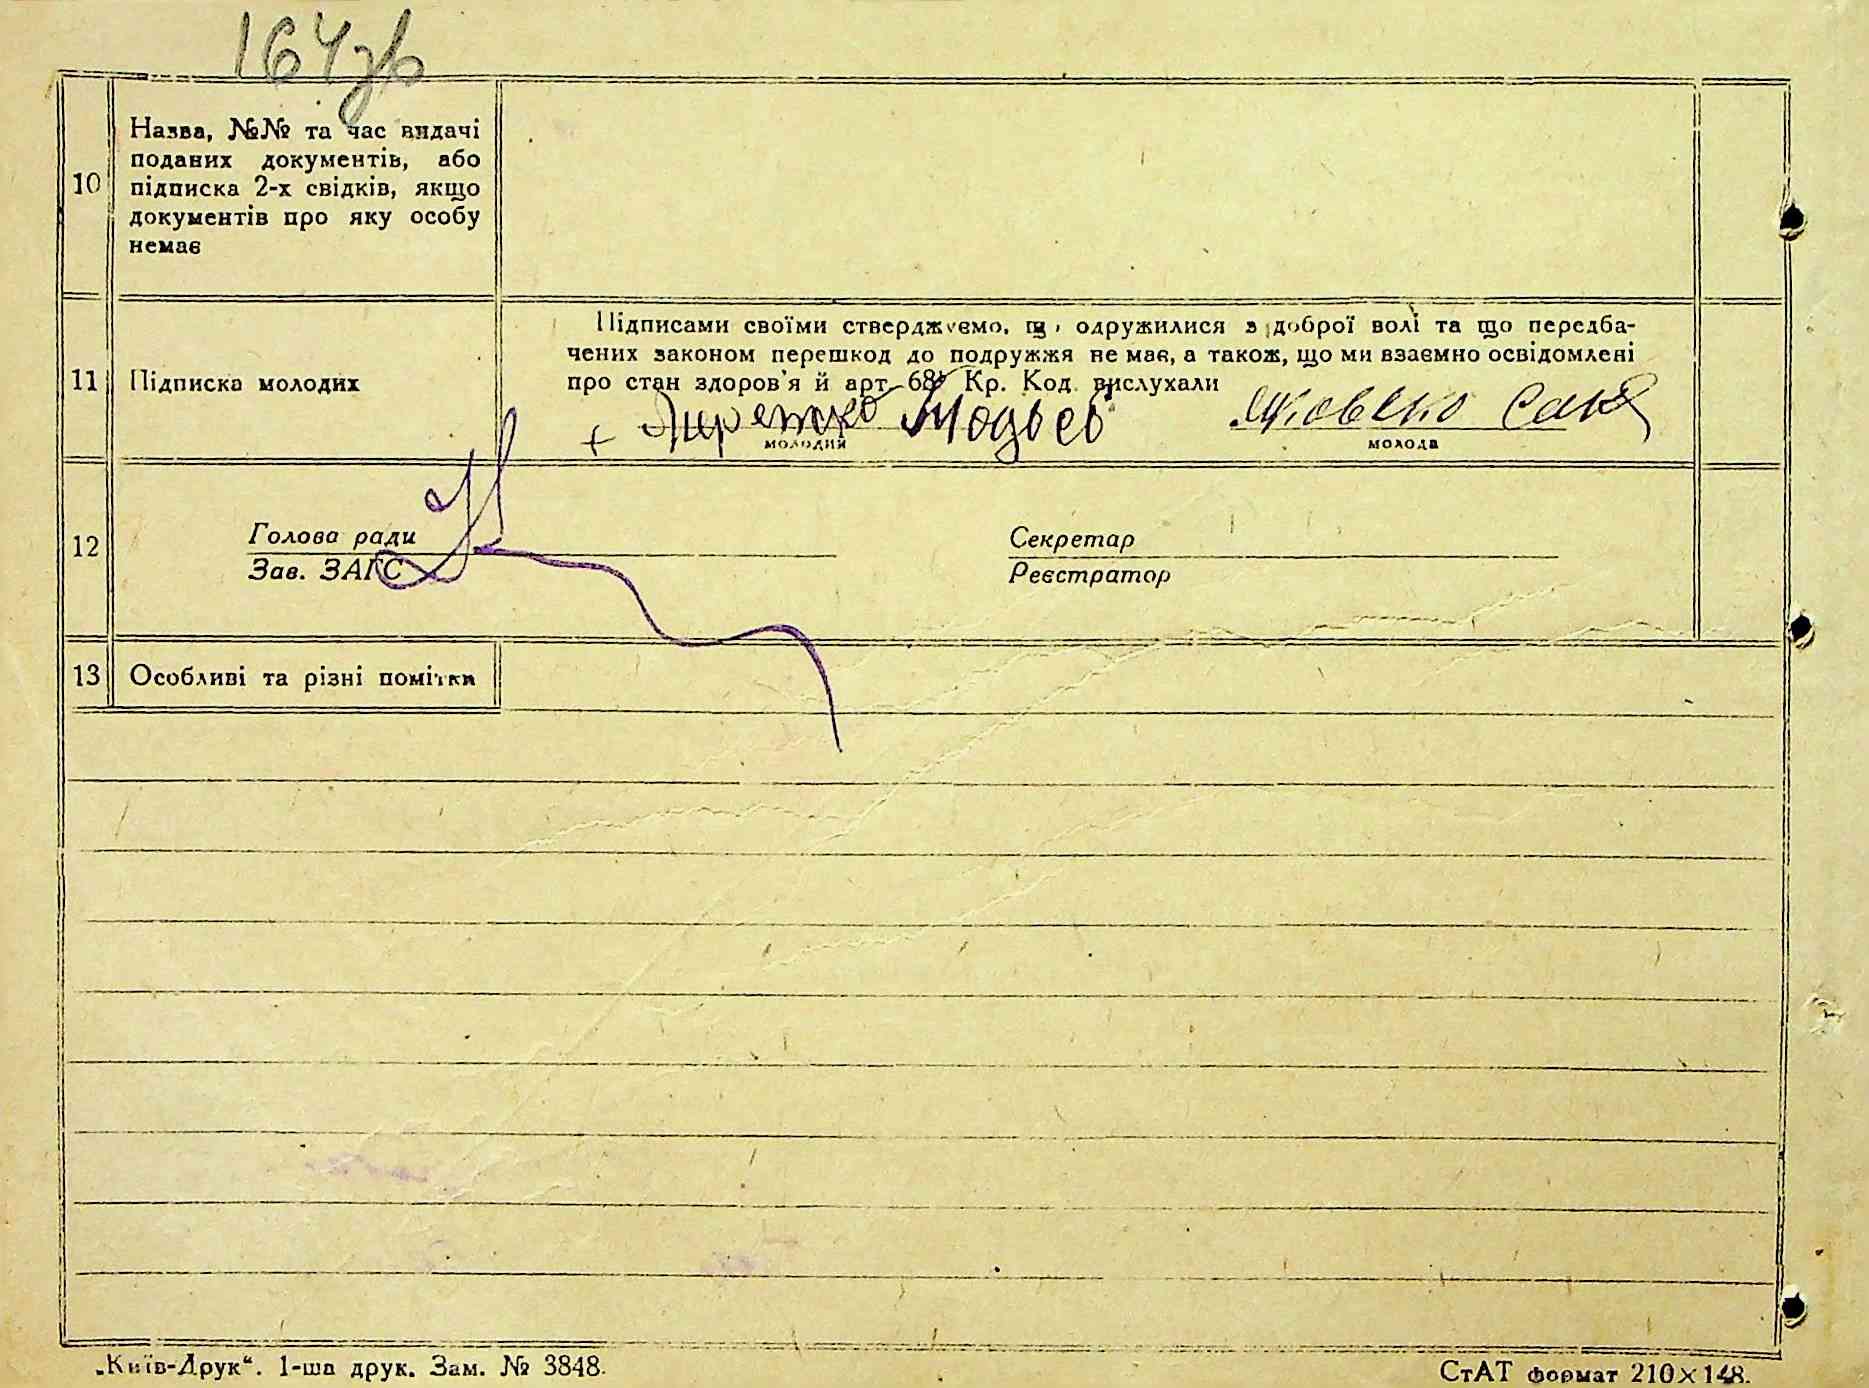 164зв
10
Назва, №№ та час видачі
поданих документів, або
підписка 2-х свідків, якщо
документів про яку особу
немає
11
Підписка молодих
Підписами своїми стверджуємо, що одружилися з доброї волі та що передба-
чених законом перешкод до подружжя не має, а також, що ми взаємно освідомлені
про стан здоров'я й арт. 68¹ Кр. Код. вислухали
+
молодий
молода
12
Голова ради
Зав. ЗАГС
Секретар
Реєстратор
13
Особливі та різні помітки
„Київ-Друк“. 1-ша друк. Зам. № 3848.
СтАТ формат 210×148.